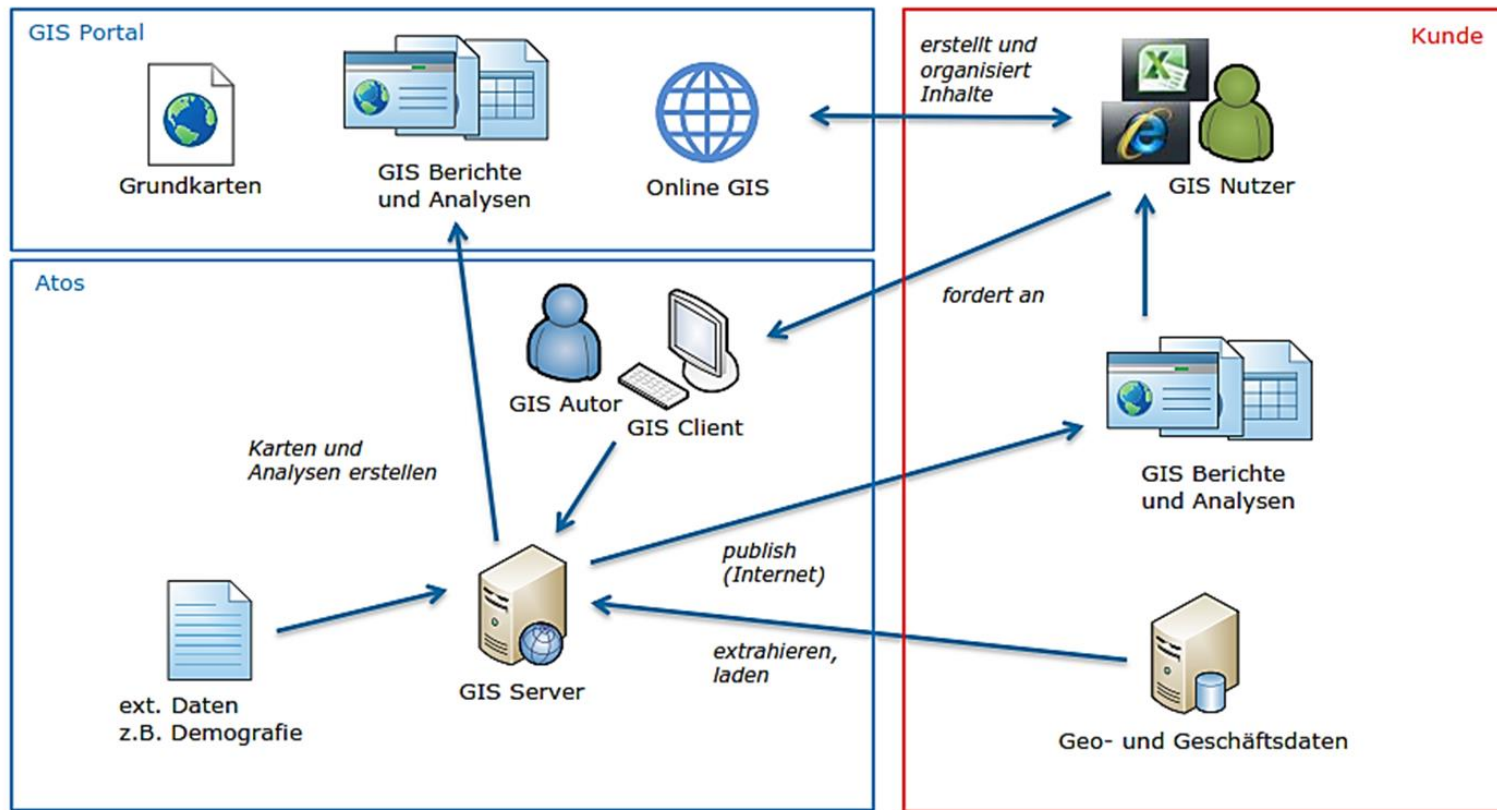 GIS Portal
Grundkarten
GIS Berichte
und Analysen
Online GIS
erstellt und
organisiert
Inhalte
Kunde
GIS Nutzer
Atos
GIS Autor
GIS Client
fordert an
Karten und
Analysen erstellen
GIS Berichte
und Analysen
publish
(Internet)
ext. Daten
z.B. Demografie
GIS Server
extrahieren,
laden
Geo- und Geschäftsdaten